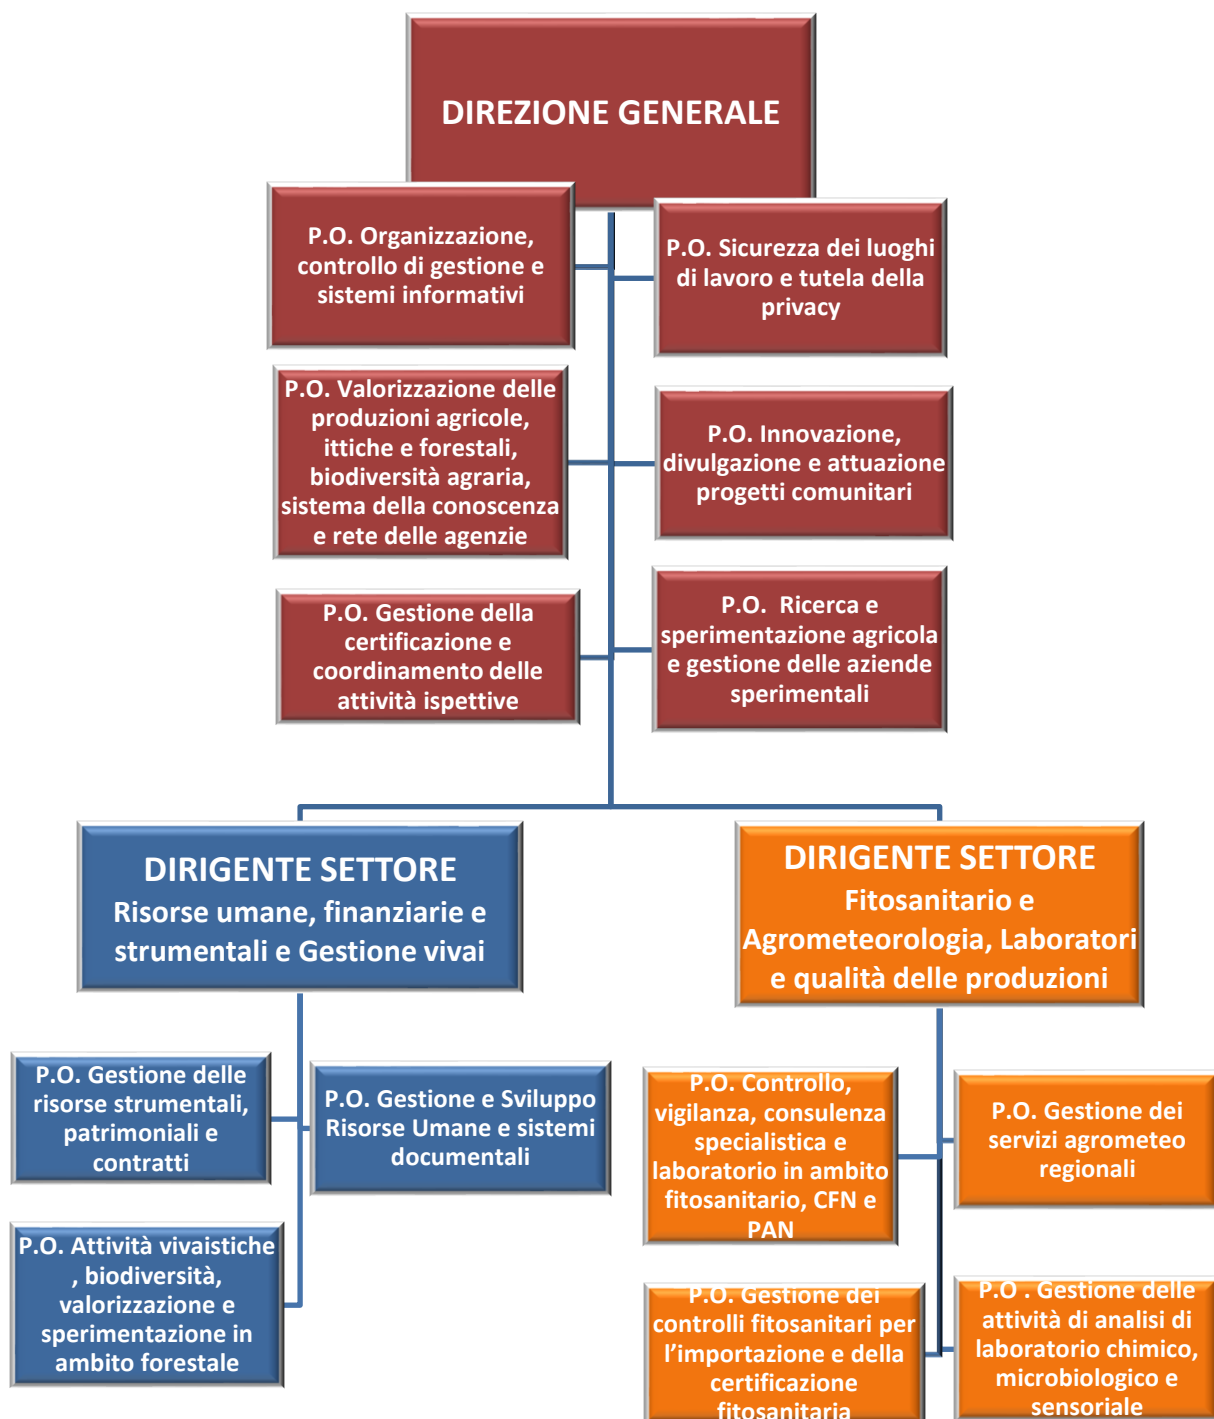 DIREZIONE GENERALE
P.O. Organizzazione,
controllo di gestione e
sistemi informativi
P.O. Sicurezza dei luoghi
di lavoro e tutela della
privacy
P.O. Valorizzazione delle
produzioni agricole,
ittiche e forestali,
biodiversità agraria,
sistema della conoscenza
e rete delle agenzie
P.O. Innovazione,
divulgazione e attuazione
progetti comunitari
P.O. Gestione della
certificazione e
coordinamento delle
attività ispettive
P.O. Ricerca e
sperimentazione agricola
e gestione delle aziende
sperimentali
DIRIGENTE SETTORE
Risorse umane, finanziarie e
strumentali e Gestione vivai
DIRIGENTE SETTORE
Fitosanitario e
Agrometeorologia, Laboratori
e qualità delle produzioni
P.O. Gestione delle
risorse strumentali,
patrimoniali e
contratti
P.O. Gestione e Sviluppo
Risorse Umane e sistemi
documentali
P.O. Attività vivaistiche
, biodiversità,
valorizzazione e
sperimentazione in
ambito forestale
P.O. Controllo,
vigilanza, consulenza
specialistica e
laboratorio in ambito
fitosanitario, CFN e
PAN
P.O. Gestione dei
servizi agrometeo
regionali
P.O. Gestione dei
controlli fitosanitari per
l'importazione e della
certificazione
fitosanitaria
P.O . Gestione delle
attività di analisi di
laboratorio chimico,
microbiologico e
sensoriale